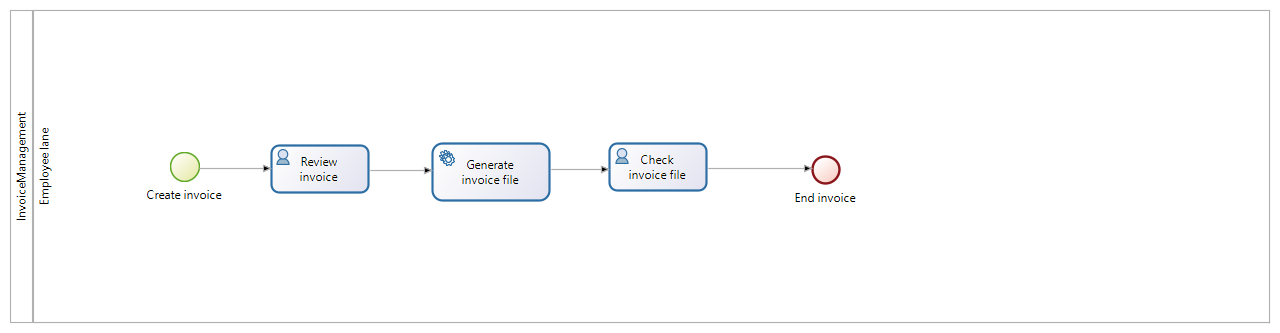 InvoiceManagement
Employee lane
Create invoice
Review
invoice
Generate
invoice file
Check
invoice file
End invoice